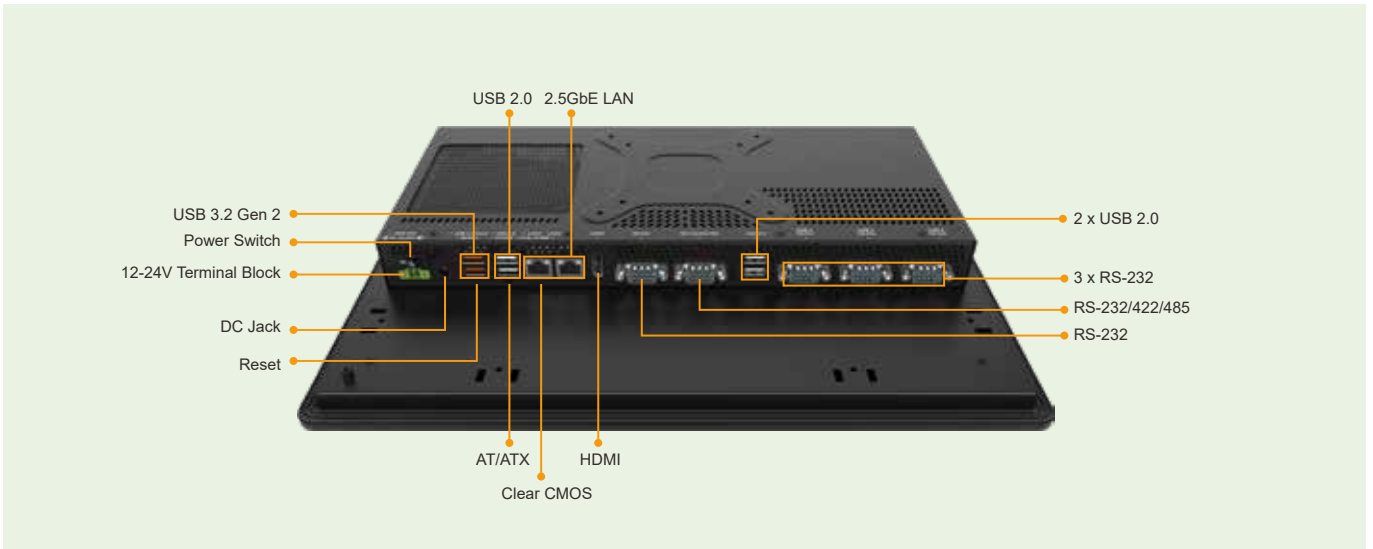 USB 2.0 2.5GbE LAN
USB 3.2 Gen 2
2 x USB 2.0
Power Switch
12-24V Terminal Block
3 x RS-232
RS-232/422/485
DC Jack
RS-232
Reset
AT/ATX
HDMI
Clear CMOS